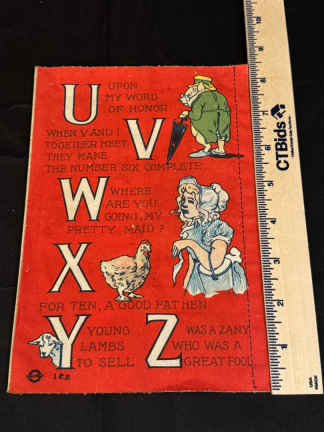 U UPON
MY WORD
OF HONOR
WHEN V AND I
TOGETHER MEET,
THEY MAKE
THE NUMBER SIX COMPLETE.
V
W WHERE
ARE YOU
GOING, MY
PRETTY MAID?
X
FOR TEN, A GOOD FAT HEN
Y YOUNG
LAMBS
TO SELL
Z WAS A ZANY
WHO WAS A
GREAT FOOL
CTBids